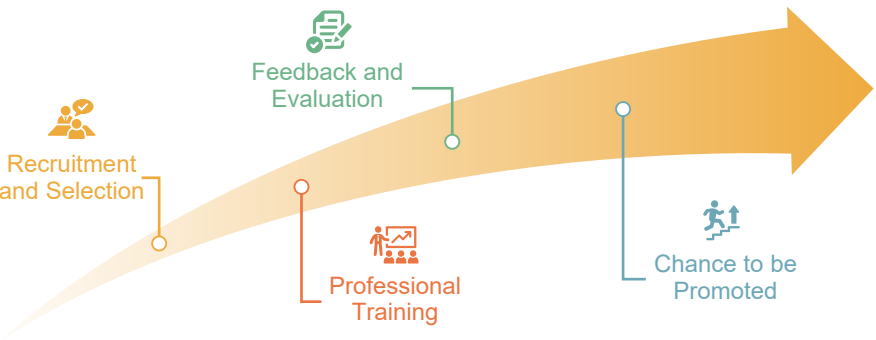 Recruitment
and Selection
Professional
Training
Feedback and
Evaluation
Chance to be
Promoted